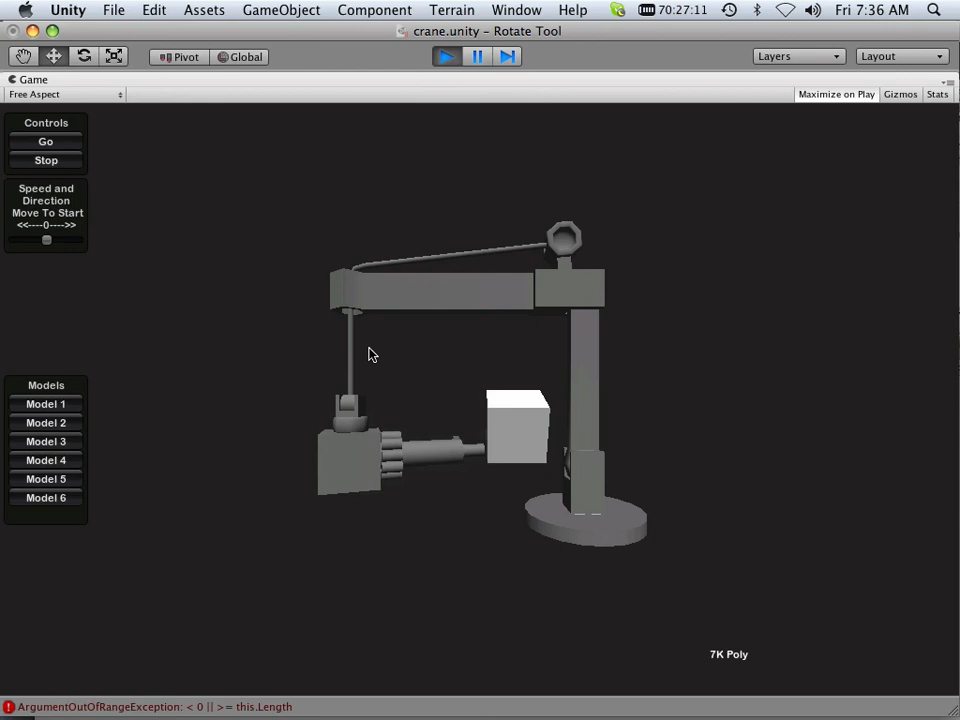 Unity File Edit Assets GameObject Component Terrain Window Help 70:27:11 Fri 7:36 AM
crane.unity – Rotate Tool
Pivot Global Layers Layout
Game
Free Aspect Maximize on Play Gizmos Stats
Controls
Go
Stop
Speed and
Direction
Move To Start
<<----0---->>
Models
Model 1
Model 2
Model 3
Model 4
Model 5
Model 6
7K Poly
ArgumentOutOfRangeException: < 0 || >= this.Length